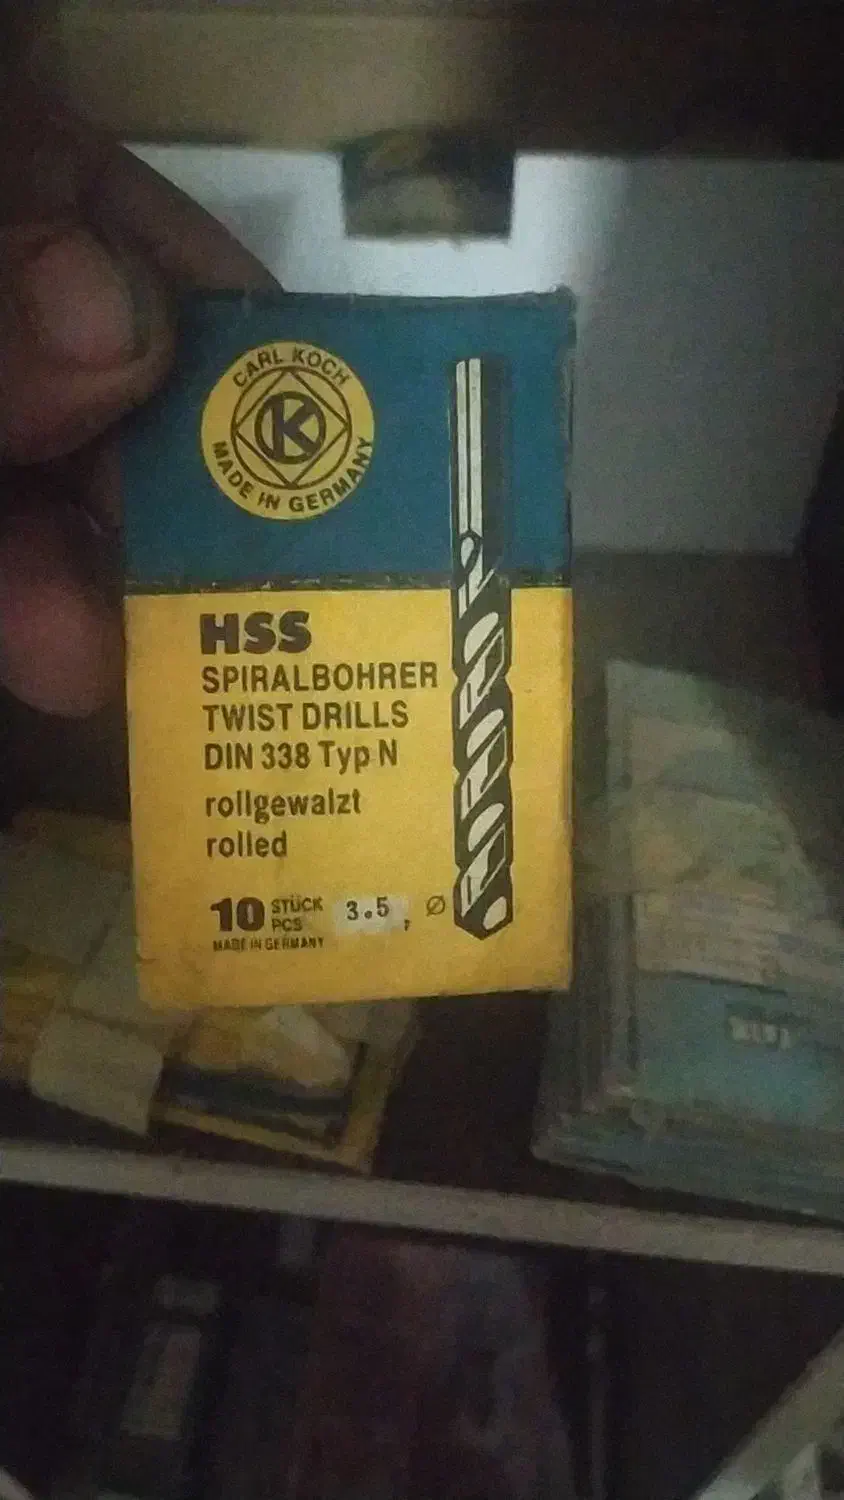 CARL KOCH
K
MADE IN GERMANY
HSS
SPIRALBOHRER
TWIST DRILLS
DIN 338 Typ N
rollgewalzt
rolled
10 STÜCK PCS 3.5, Ø
MADE IN GERMANY